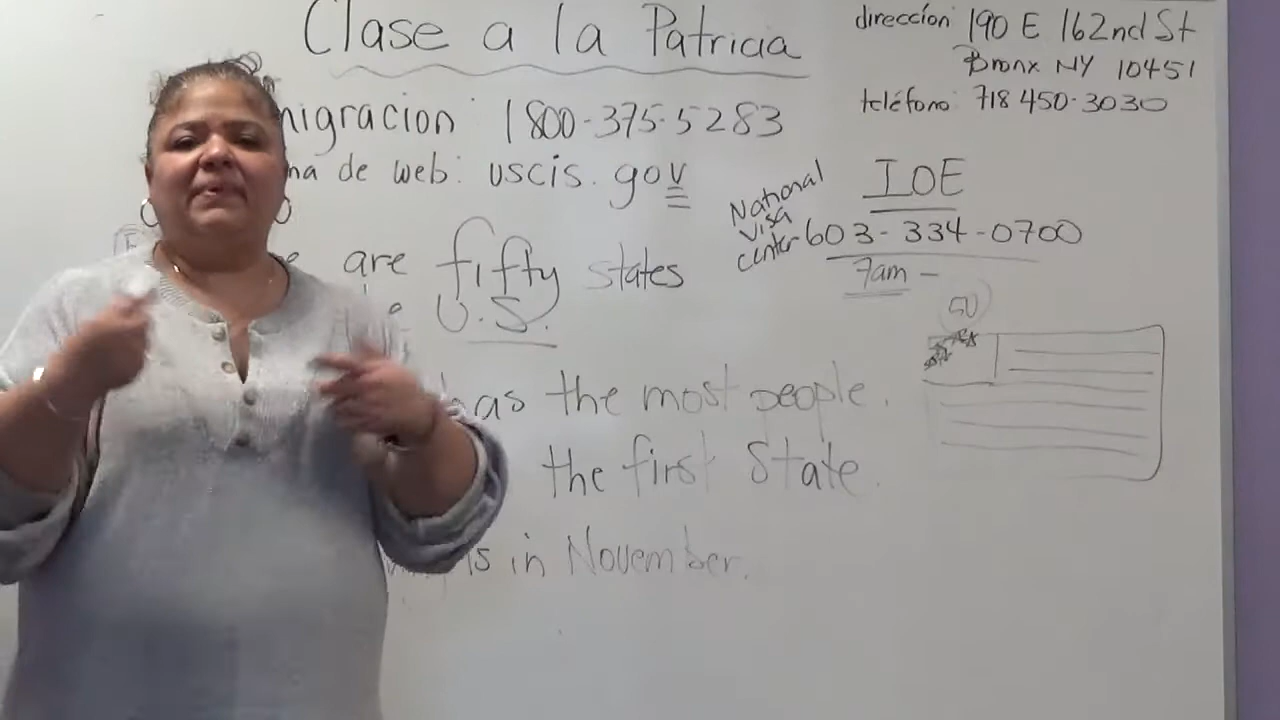 Clase a la Patricia
dirección: 190 E 162nd St
Bronx NY 10451
teléfono: 718 450-3030
migracion: 1800-375-5283
na de web: uscis.gov
IOE
National
Visa
Center 603-334-0700
7am -
e are fifty states
U.S.
50
has the most people.
the first State.
is in November.